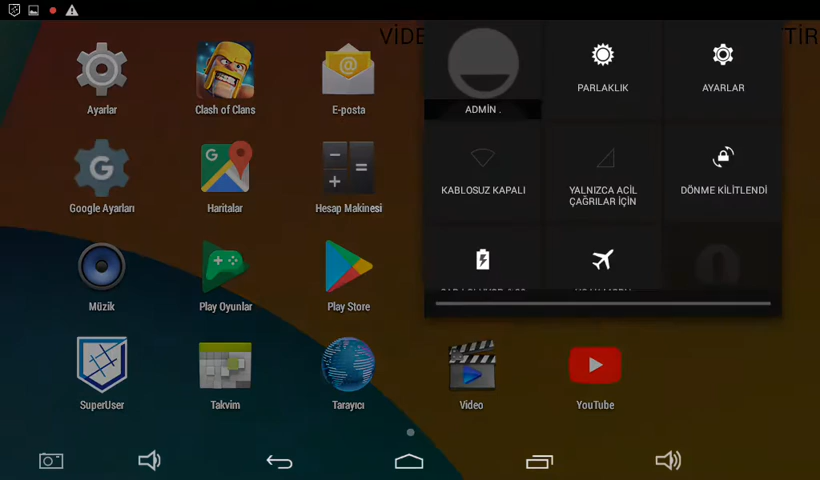 VİDE
TİR
Ayarlar
Clash of Clans
E-posta
ADMİN .
PARLAKLIK
AYARLAR
Google Ayarları
Haritalar
Hesap Makinesi
KABLOSUZ KAPALI
YALNIZCA ACİL
ÇAĞRILAR İÇİN
DÖNME KİLİTLENDİ
Müzik
Play Oyunlar
Play Store
SuperUser
Takvim
Tarayıcı
Video
YouTube